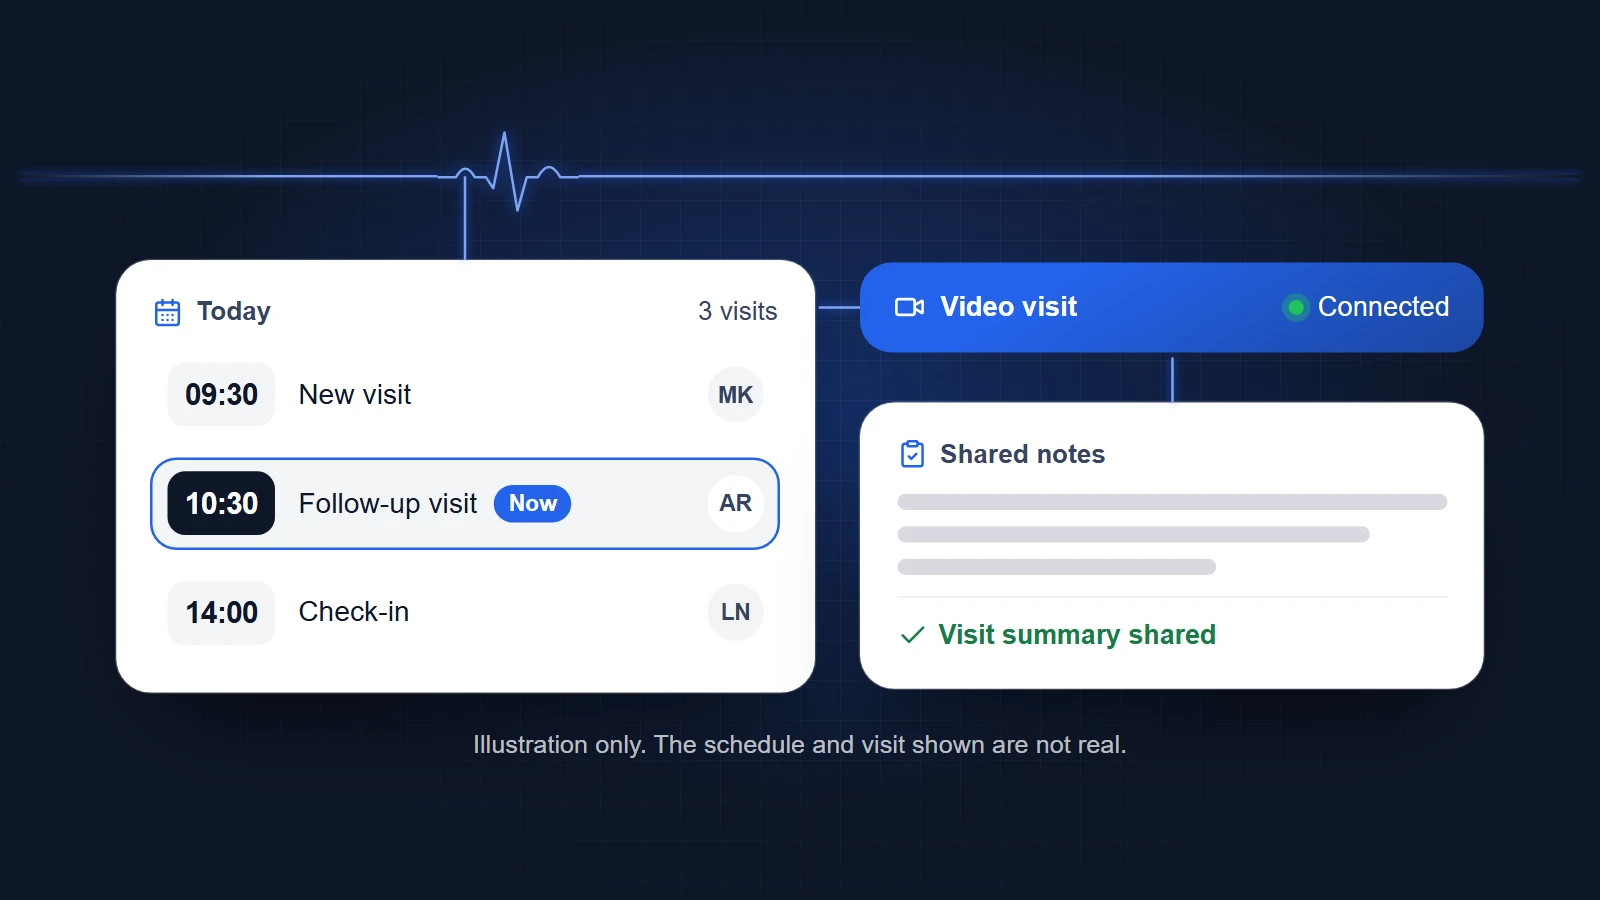 Today
3 visits
09:30 New visit MK
10:30 Follow-up visit Now AR
14:00 Check-in LN
Video visit
Connected
Shared notes
Visit summary shared
Illustration only. The schedule and visit shown are not real.